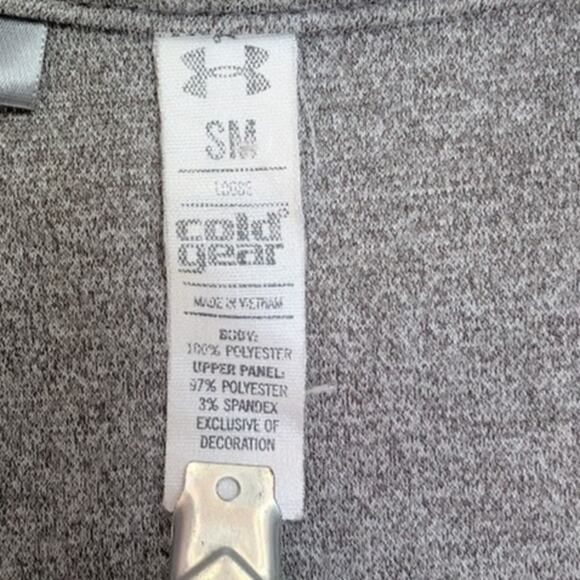 SM
LOOSE
cold
gear
MADE IN VIETNAM
BODY:
100% POLYESTER
UPPER PANEL:
97% POLYESTER
3% SPANDEX
EXCLUSIVE OF
DECORATION